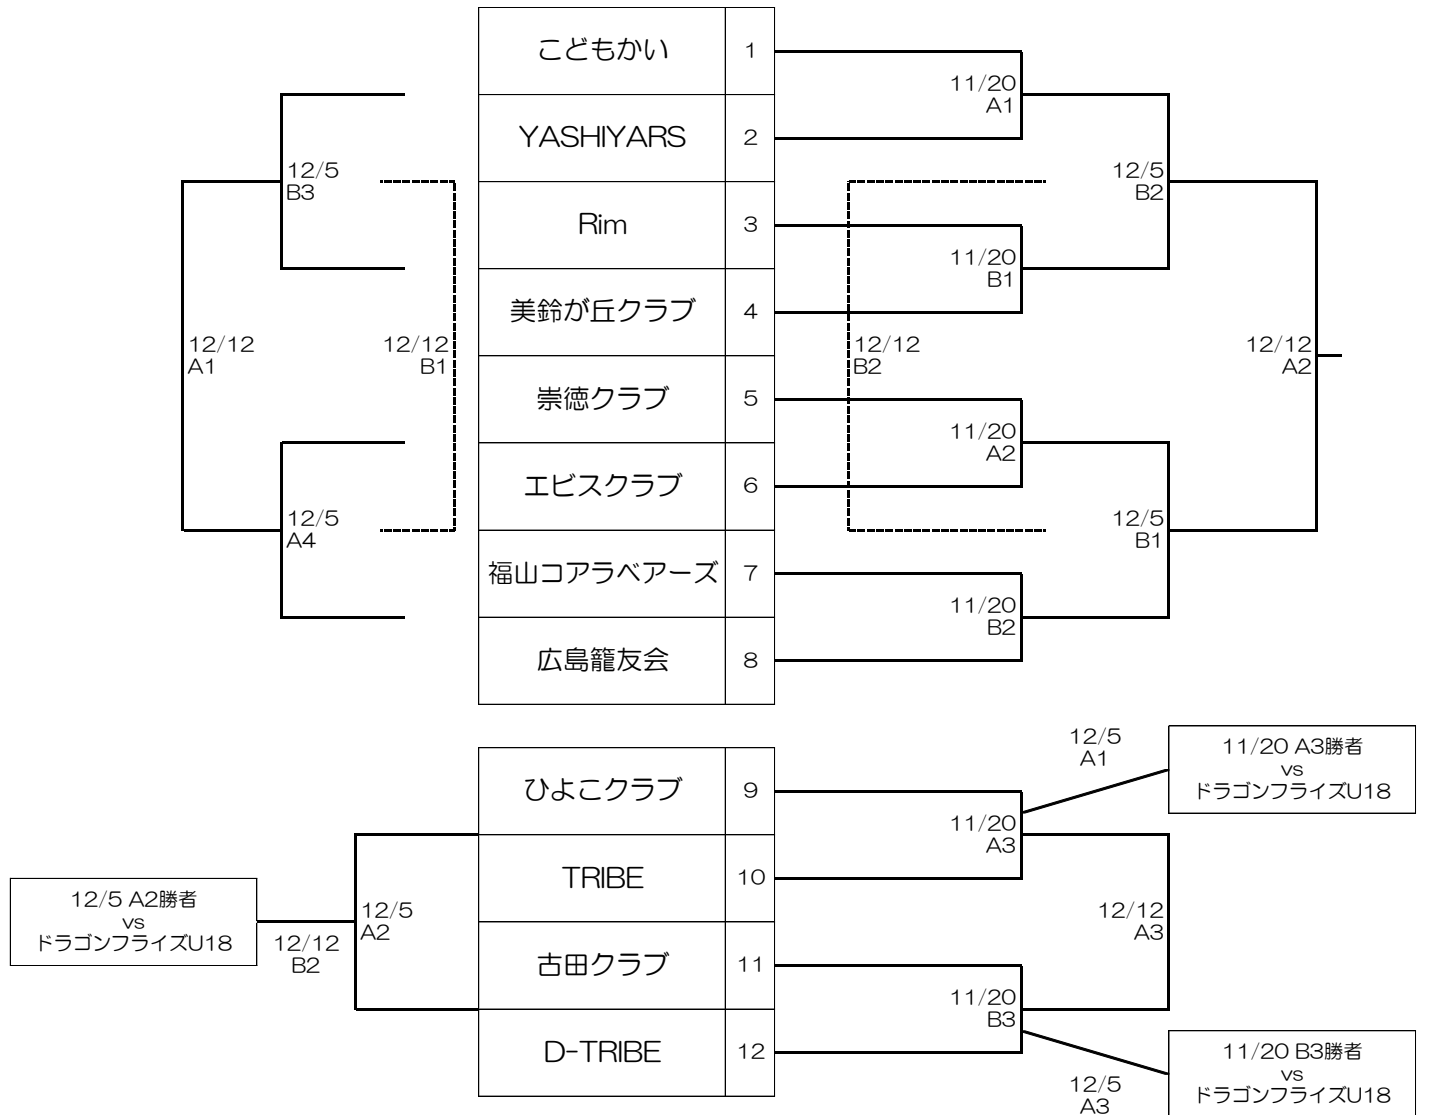 こどもかい 1
YASHIYARS 2
Rim 3
美鈴が丘クラブ 4
崇徳クラブ 5
エビスクラブ 6
福山コアラベアーズ 7
広島籠友会 8
12/5
B3
12/12
A1
12/12
B1
12/5
A4
11/20
A1
12/5
B2
11/20
B1
12/12
B2
12/12
A2
11/20
A2
12/5
B1
11/20
B2
ひよこクラブ 9
TRIBE 10
古田クラブ 11
D-TRIBE 12
12/5 A2勝者
vs
ドラゴンフライズU18
12/12
B2
12/5
A2
11/20
A3
12/5
A1
11/20 A3勝者
vs
ドラゴンフライズU18
12/12
A3
11/20
B3
12/5
A3
11/20 B3勝者
vs
ドラゴンフライズU18